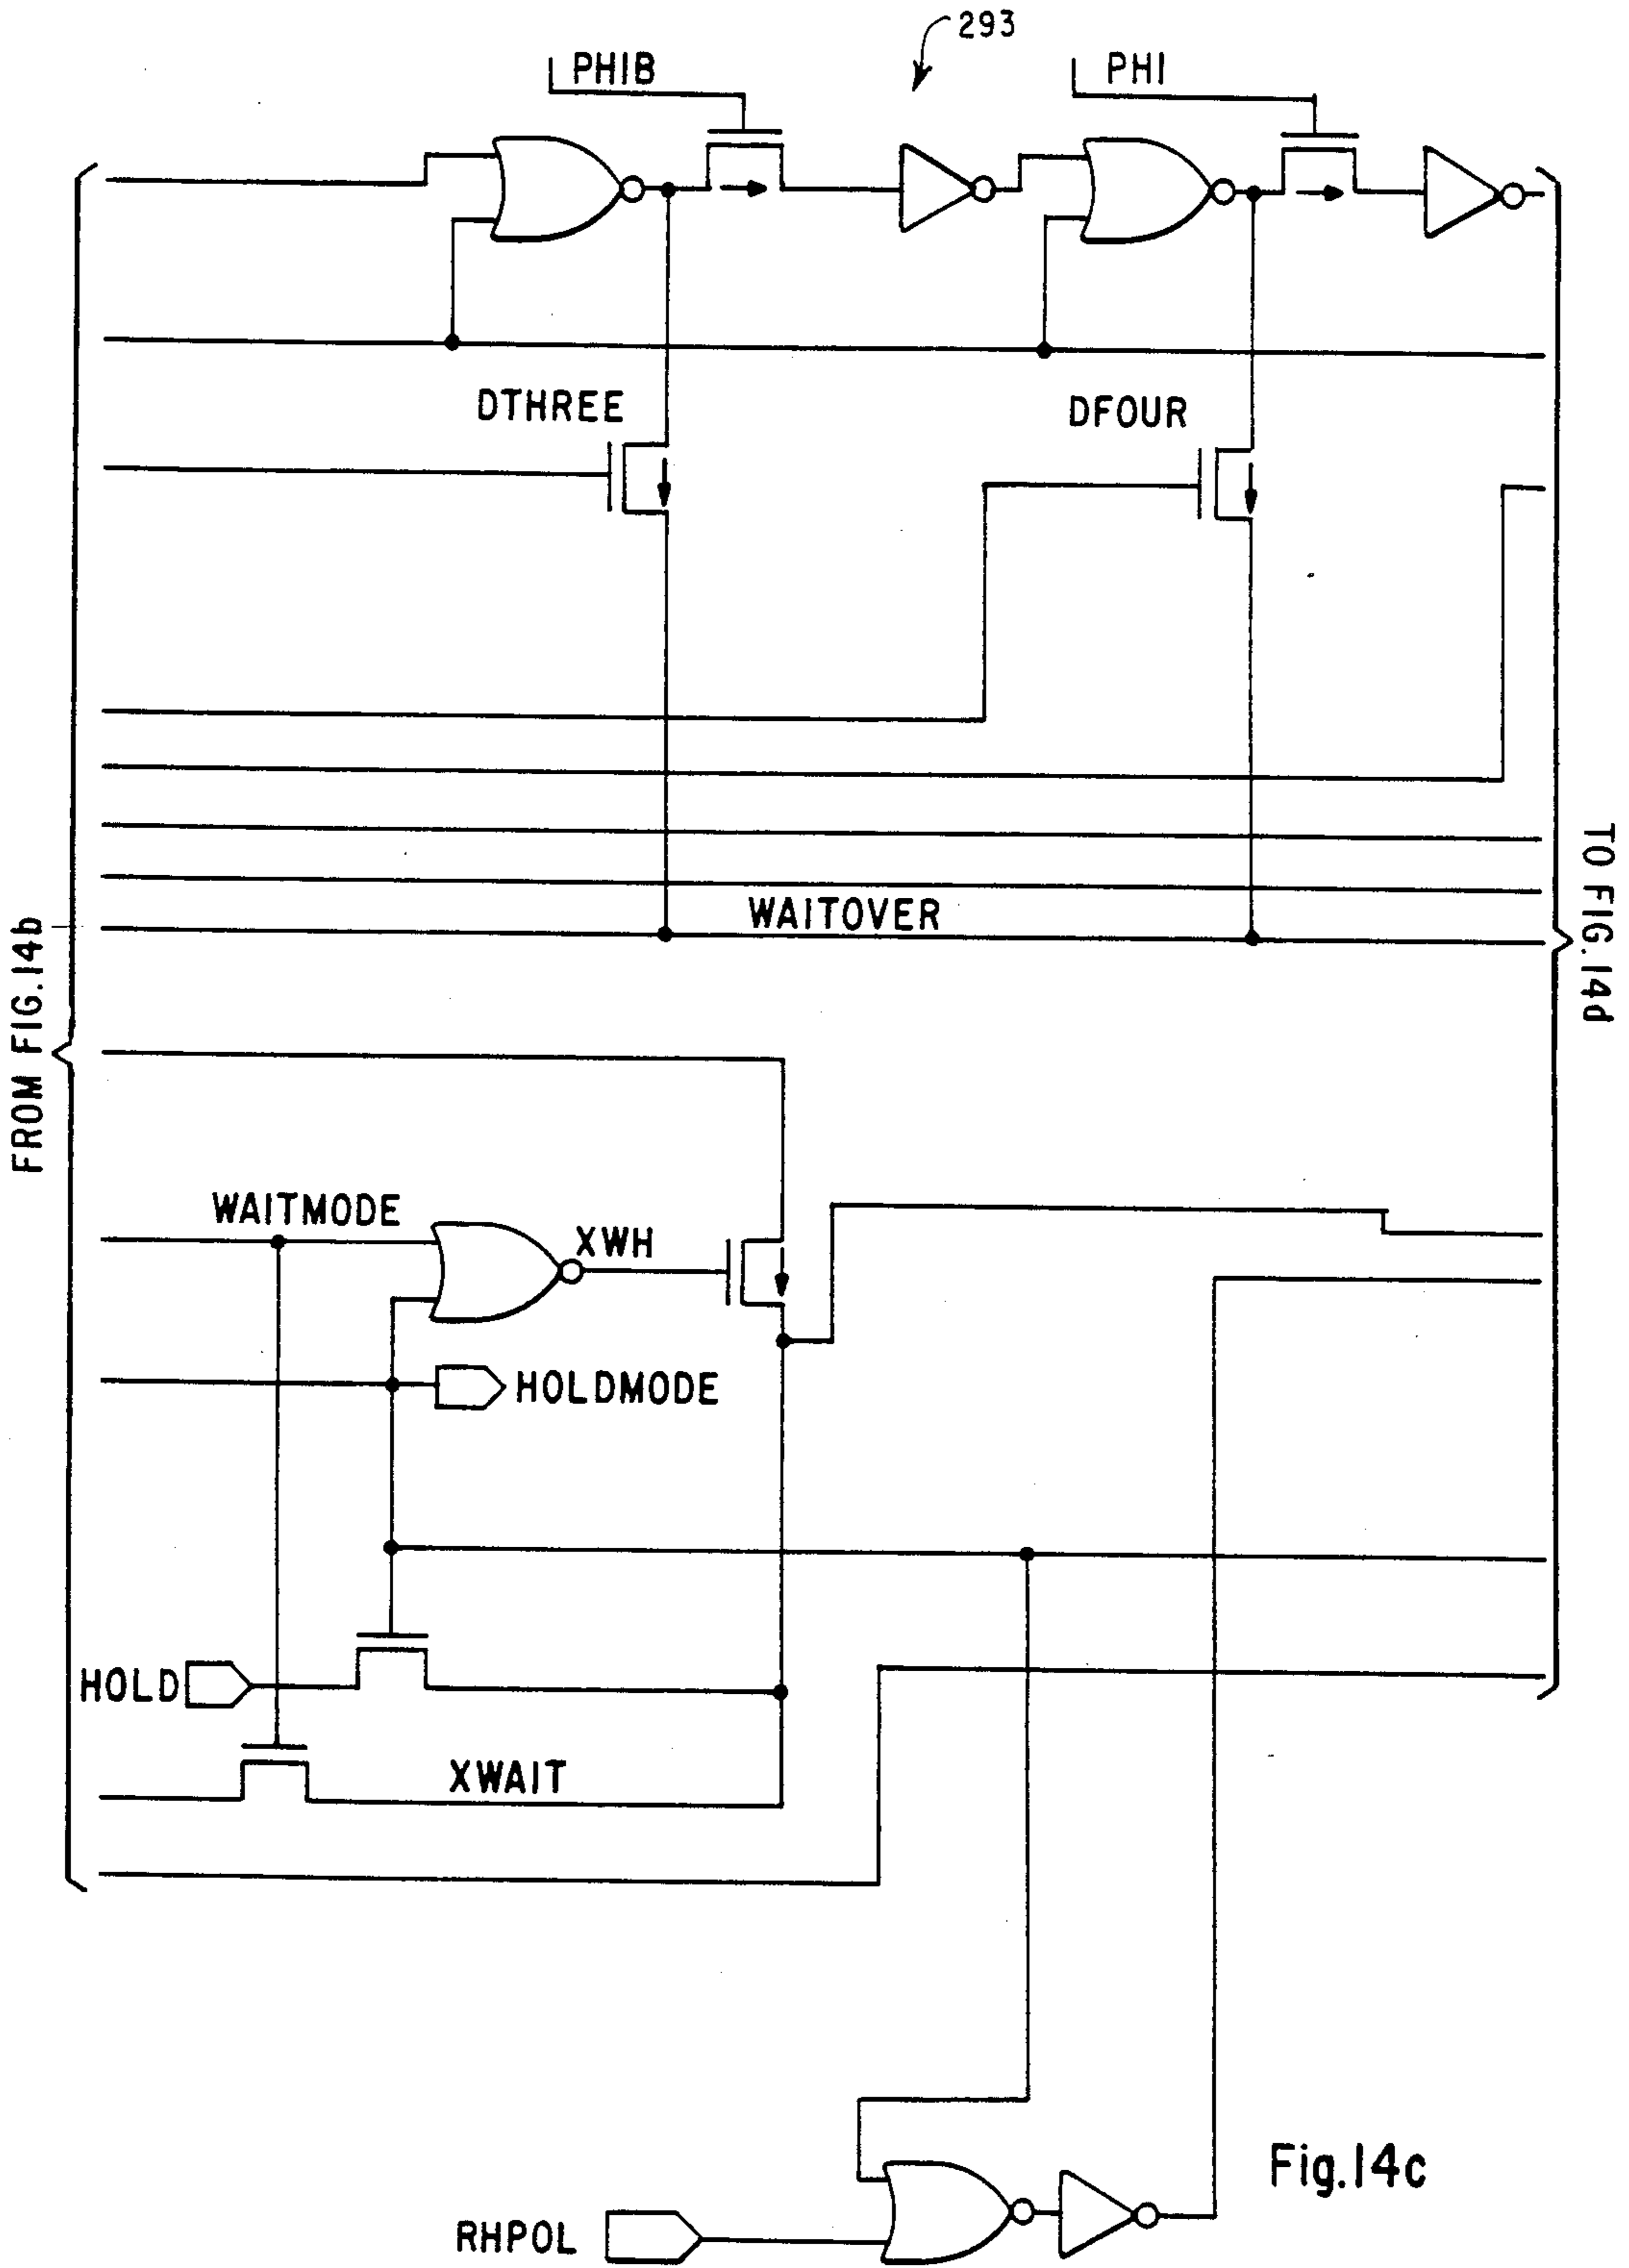 293
PHIB
PHI
DTHREE
DFOUR
WAITOVER
FROM FIG.14b
TO FIG.14d
WAITMODE
XWH
HOLDMODE
HOLD
XWAIT
RHPOL
Fig.14c